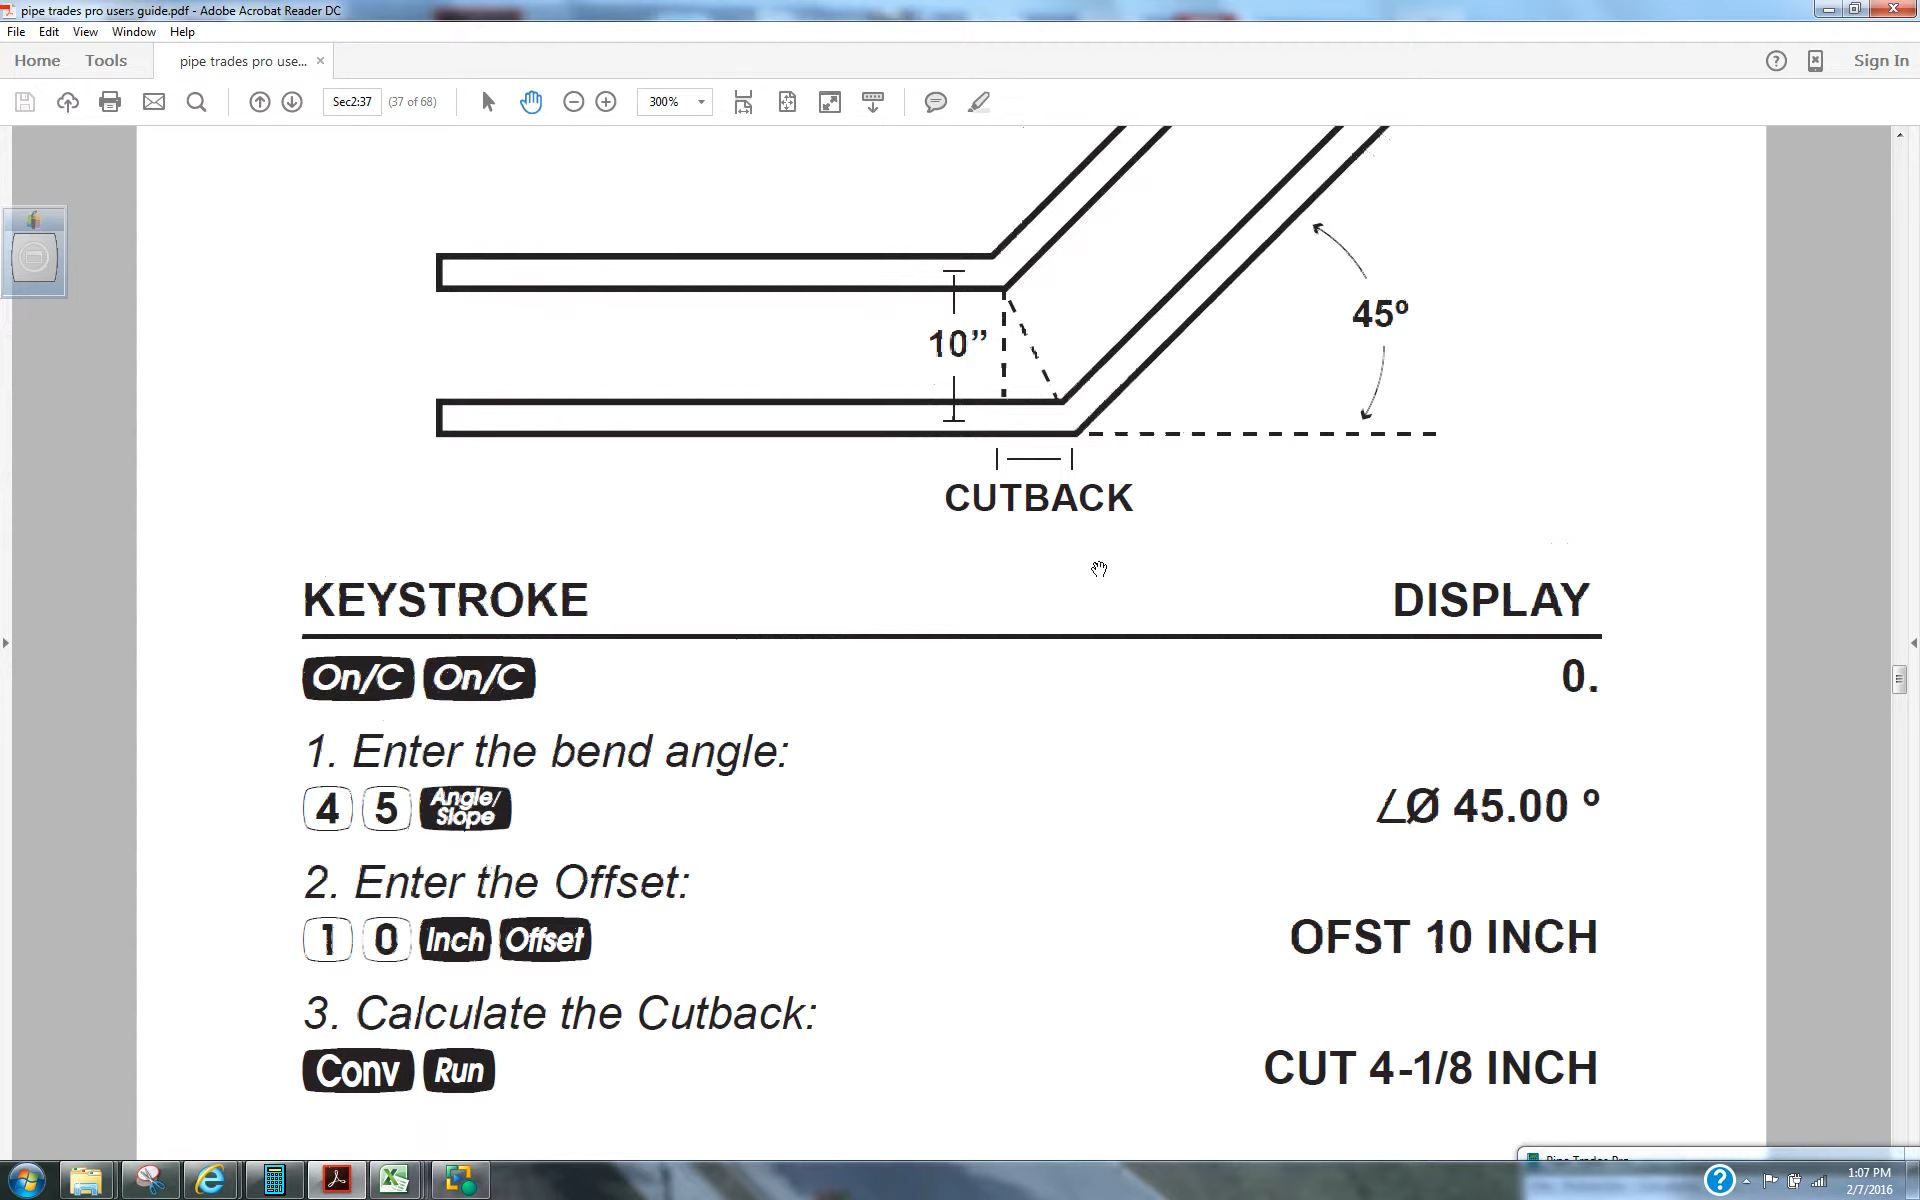 pipe trades pro users guide.pdf - Adobe Acrobat Reader DC
File Edit View Window Help
Home Tools pipe trades pro use... × ? Sign In
Sec2:37 (37 of 68) 300%
10”
45º
CUTBACK
KEYSTROKE DISPLAY
On/C On/C 0.
1. Enter the bend angle:
4 5 Angle/ Slope ∠Ø 45.00 º
2. Enter the Offset:
1 0 Inch Offset OFST 10 INCH
3. Calculate the Cutback:
Conv Run CUT 4-1/8 INCH
1:07 PM
2/7/2016